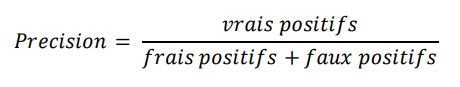 Precision = vrais positifs / frais positifs + faux positifs